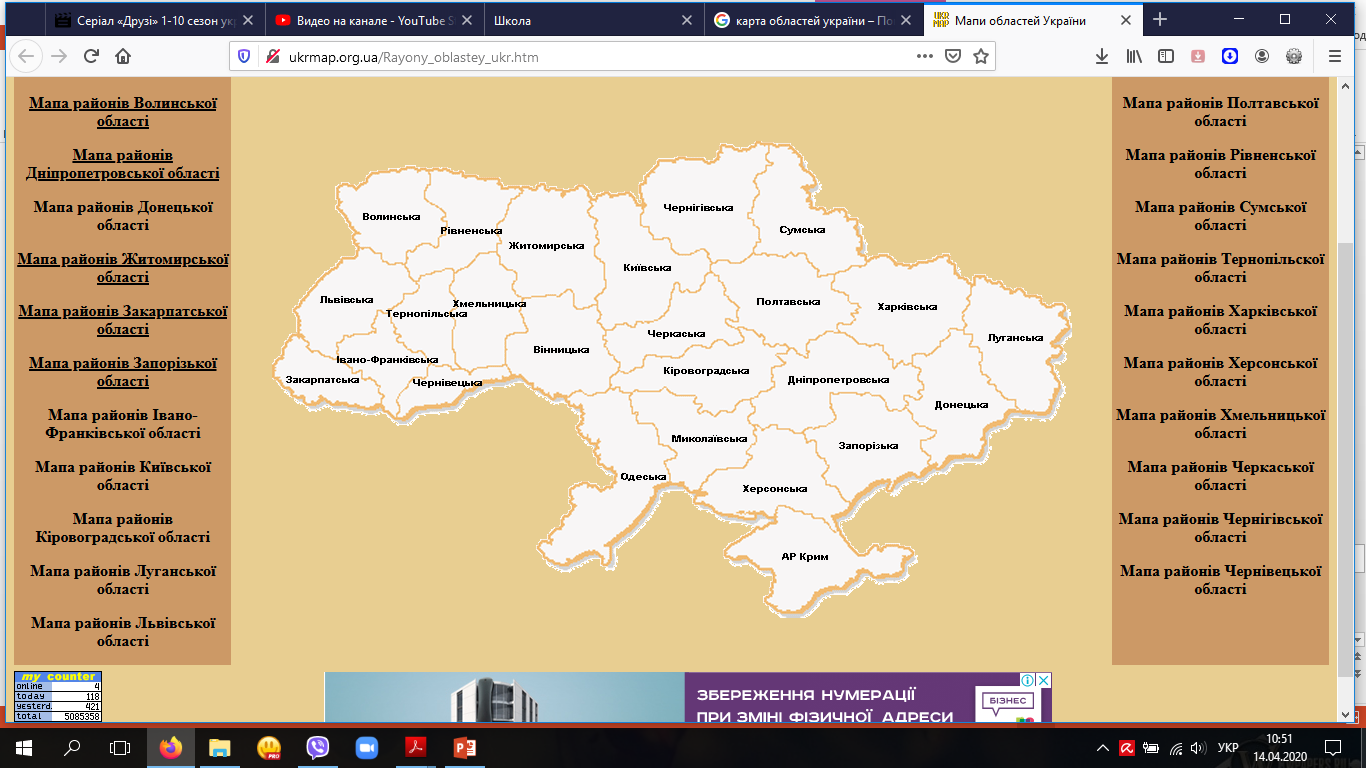 Серіал «Друзі» 1-10 сезон укр
Видео на канале - YouTube S
Школа
карта областей україни – По
UKR MAP
Мапи областей України
ukrmap.org.ua/Rayony_oblastey_ukr.htm
Мапа районів Волинської
області
Мапа районів
Дніпропетровської області
Мапа районів Донецької
області
Мапа районів Житомирської
області
Мапа районів Закарпатської
області
Мапа районів Запорізької
області
Мапа районів Івано-
Франківської області
Мапа районів Київської
області
Мапа районів
Кіровоградської області
Мапа районів Луганської
області
Мапа районів Львівської
області
Волинська
Рівненська
Житомирська
Чернігівська
Сумська
Київська
Львівська
Тернопільська
Хмельницька
Полтавська
Харківська
Луганська
Черкаська
Вінницька
Івано-Франківська
Закарпатська
Чернівецька
Кіровоградська
Дніпропетровська
Донецька
Миколаївська
Запорізька
Одеська
Херсонська
АР Крим
Мапа районів Полтавської
області
Мапа районів Рівненської
області
Мапа районів Сумської
області
Мапа районів Тернопільскої
області
Мапа районів Харківської
області
Мапа районів Херсонської
області
Мапа районів Хмельницької
області
Мапа районів Черкаської
області
Мапа районів Чернігівської
області
Мапа районів Чернівецької
області
my counter
online 4
today 118
yesterd. 421
total 5085358
ЗБЕРЕЖЕННЯ НУМЕРАЦІЇ
ПРИ ЗМІНІ ФІЗИЧНОЇ АДРЕСИ
БІЗНЕС
PRO
УКР
10:51
14.04.2020